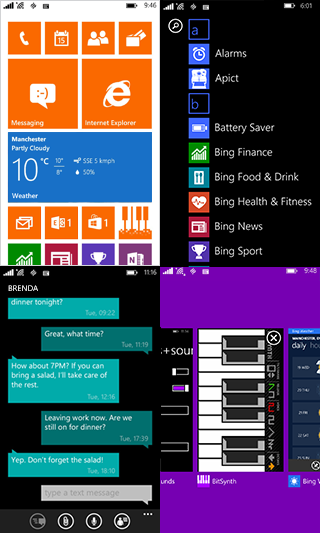 9:46
15
Messaging
Internet Explorer
Manchester
Partly Cloudy
10°C
10°
8°
SSE 5 kmph
50%
Weather
1
1
6:01
a
Alarms
Apict
b
Battery Saver
Bing Finance
Bing Food & Drink
Bing Health & Fitness
Bing News
Bing Sport
11:16
BRENDA
dinner tonight?
Tue, 09:22
Great, what time?
Tue, 11:19
How about 7PM? If you
can bring a salad, I'll take care of
the rest.
Tue, 12:16
Leaving work now. Are we
still on for dinner?
Tue, 17:39
Yep. Don't forget the salad!
Tue, 18:10
type a text message
9:48
s+soun
SYNTH
daily
hour
ounds
BitSynth
Bing W